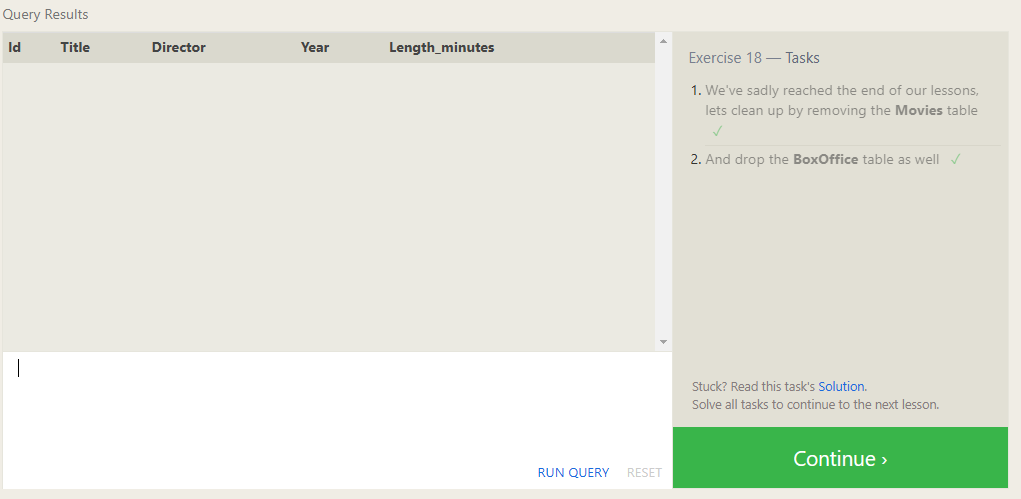 Query Results
Id Title Director Year Length_minutes
Exercise 18 — Tasks
1. We've sadly reached the end of our lessons,
lets clean up by removing the Movies table
✓
2. And drop the BoxOffice table as well ✓
Stuck? Read this task's Solution.
Solve all tasks to continue to the next lesson.
RUN QUERY RESET
Continue ›